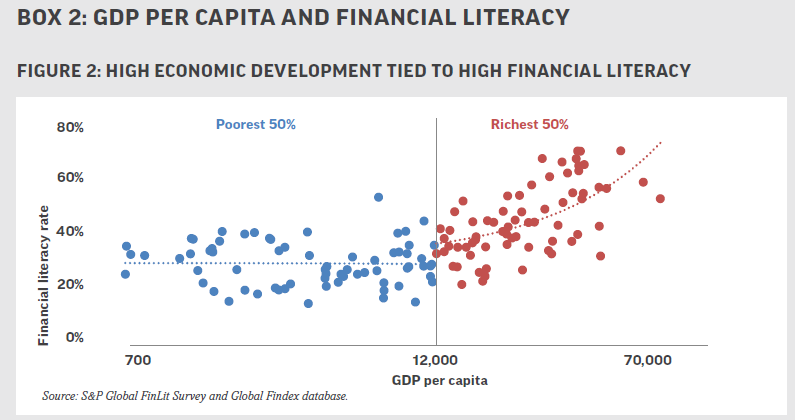 BOX 2: GDP PER CAPITA AND FINANCIAL LITERACY
FIGURE 2: HIGH ECONOMIC DEVELOPMENT TIED TO HIGH FINANCIAL LITERACY
Poorest 50%
Richest 50%
80%
60%
40%
20%
0%
Financial literacy rate
700
12,000
70,000
GDP per capita
Source: S&P Global FinLit Survey and Global Findex database.